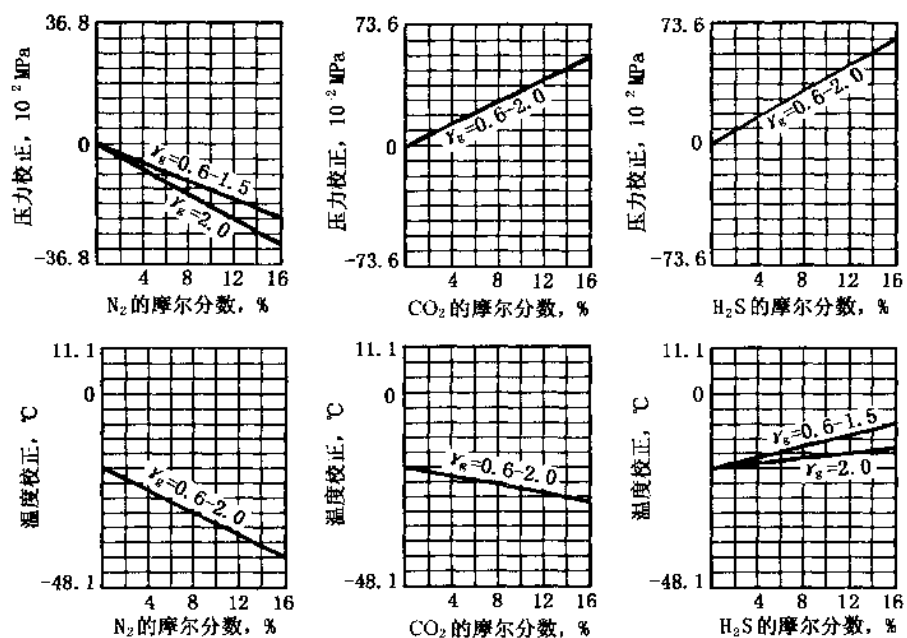 36.8
0
-36.8
压力校正，10⁻²MPa
γg=0.6-1.5
γg=2.0
4 8 12 16
N₂的摩尔分数，%
73.6
0
-73.6
压力校正，10⁻²MPa
γg=0.6-2.0
4 8 12 16
CO₂的摩尔分数，%
73.6
0
-73.6
压力校正，10⁻²MPa
γg=0.6-2.0
4 8 12 16
H₂S的摩尔分数，%
11.1
0
-48.1
温度校正，℃
γg=0.6-2.0
4 8 12 16
N₂的摩尔分数，%
11.1
0
-48.1
温度校正，℃
γg=0.6-2.0
4 8 12 16
CO₂的摩尔分数，%
11.1
0
-48.1
温度校正，℃
γg=0.6-1.5
γg=2.0
4 8 12 16
H₂S的摩尔分数，%